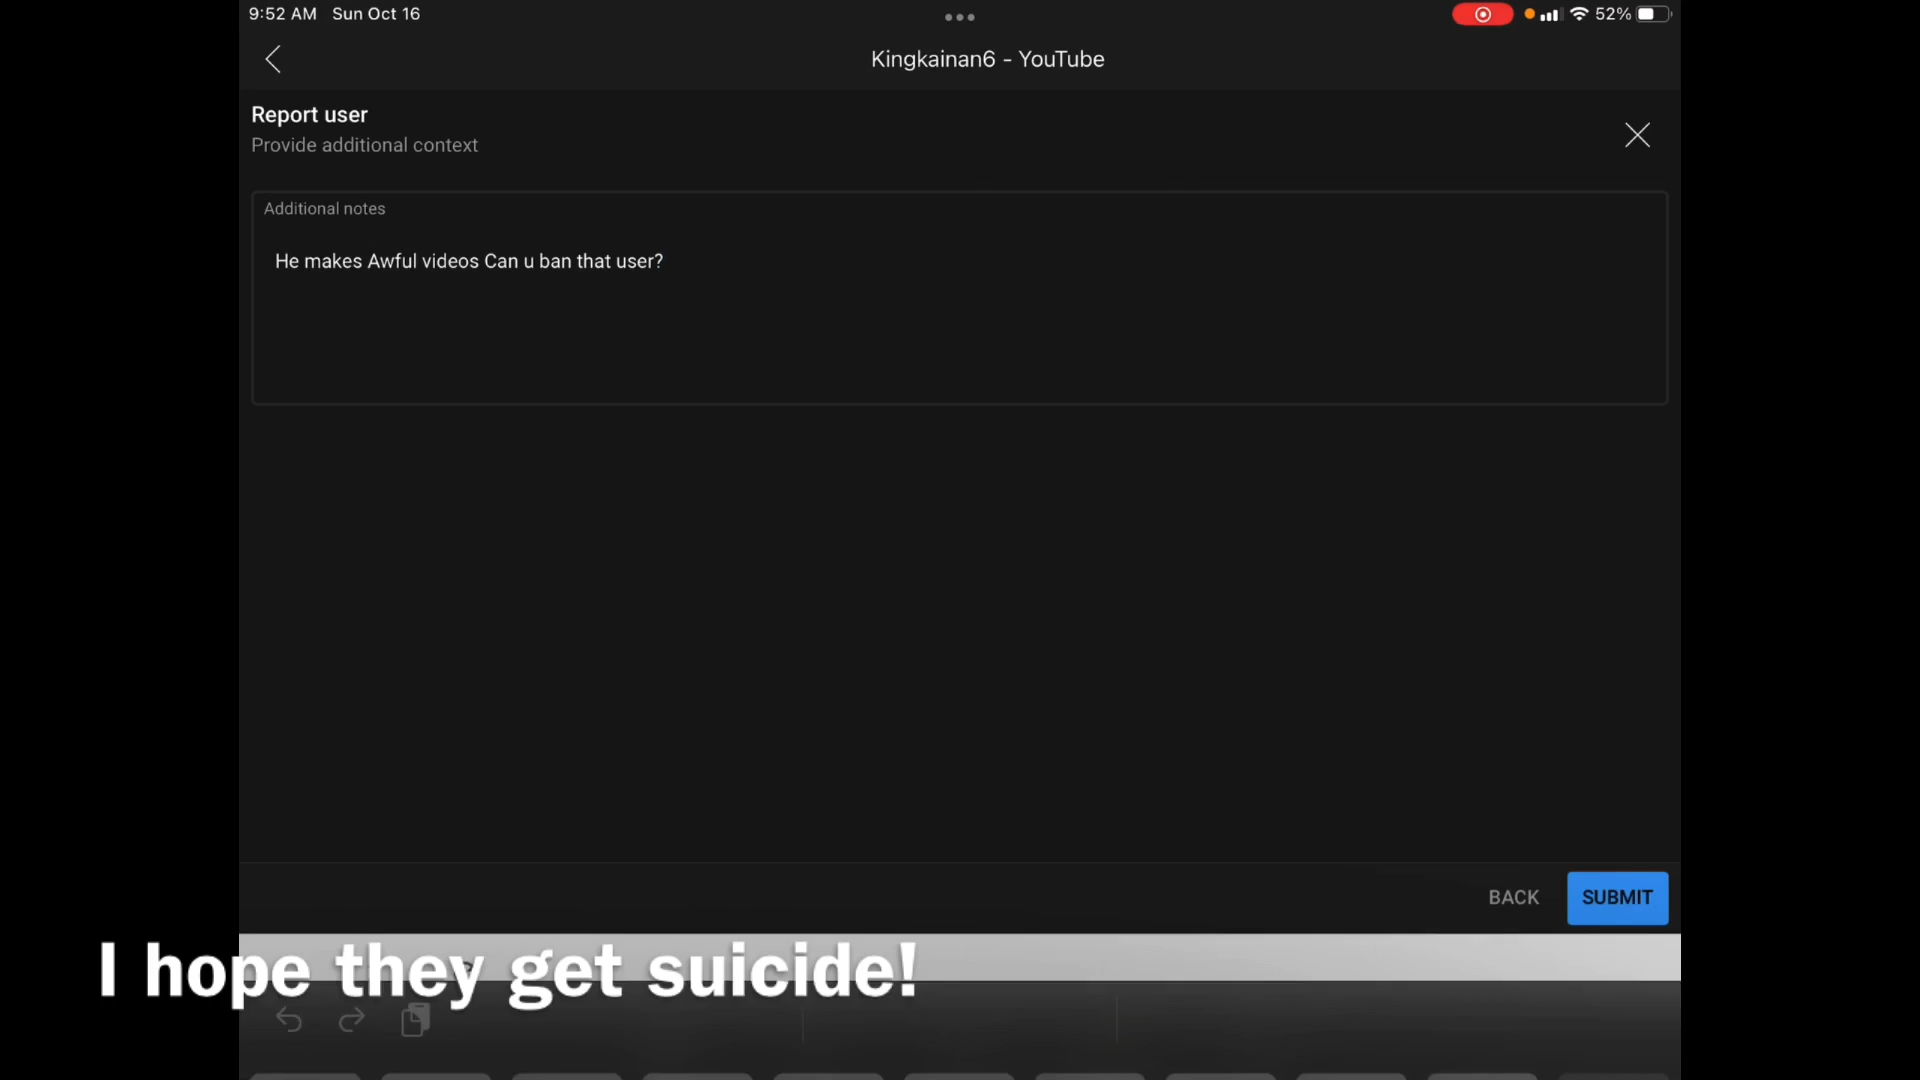 9:52 AM Sun Oct 16
52%
Kingkainan6 - YouTube
Report user
Provide additional context
Additional notes
He makes Awful videos Can u ban that user?
BACK
SUBMIT
I hope they get suicide!